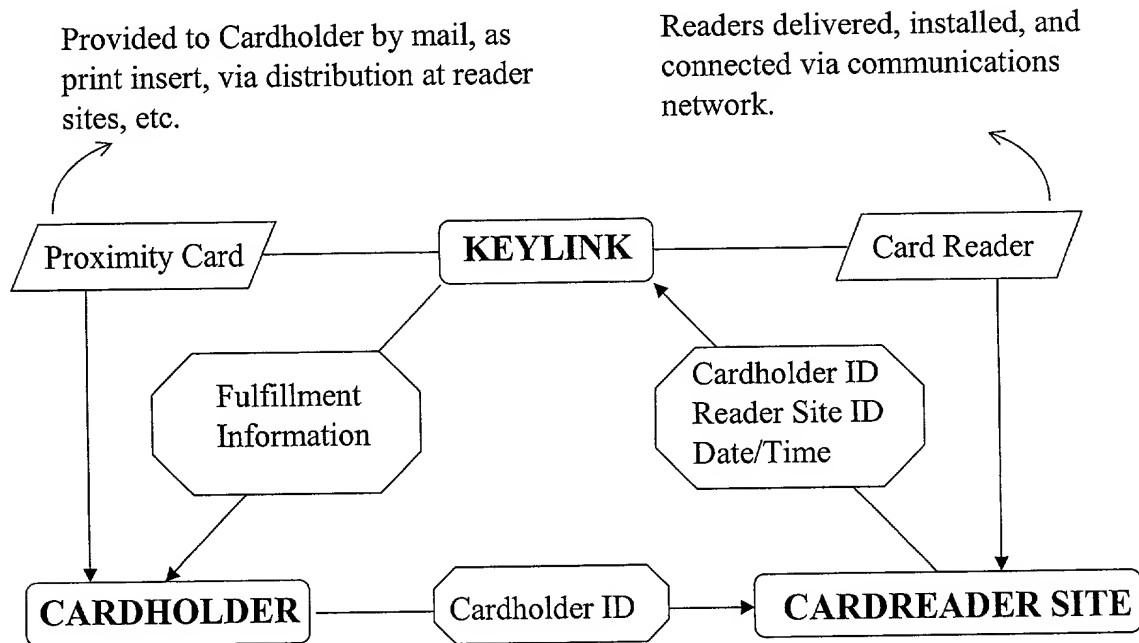 Provided to Cardholder by mail, as
print insert, via distribution at reader
sites, etc.
Readers delivered, installed, and
connected via communications
network.
Proximity Card
KEYLINK
Card Reader
Fulfillment
Information
Cardholder ID
Reader Site ID
Date/Time
CARDHOLDER
Cardholder ID
CARDREADER SITE